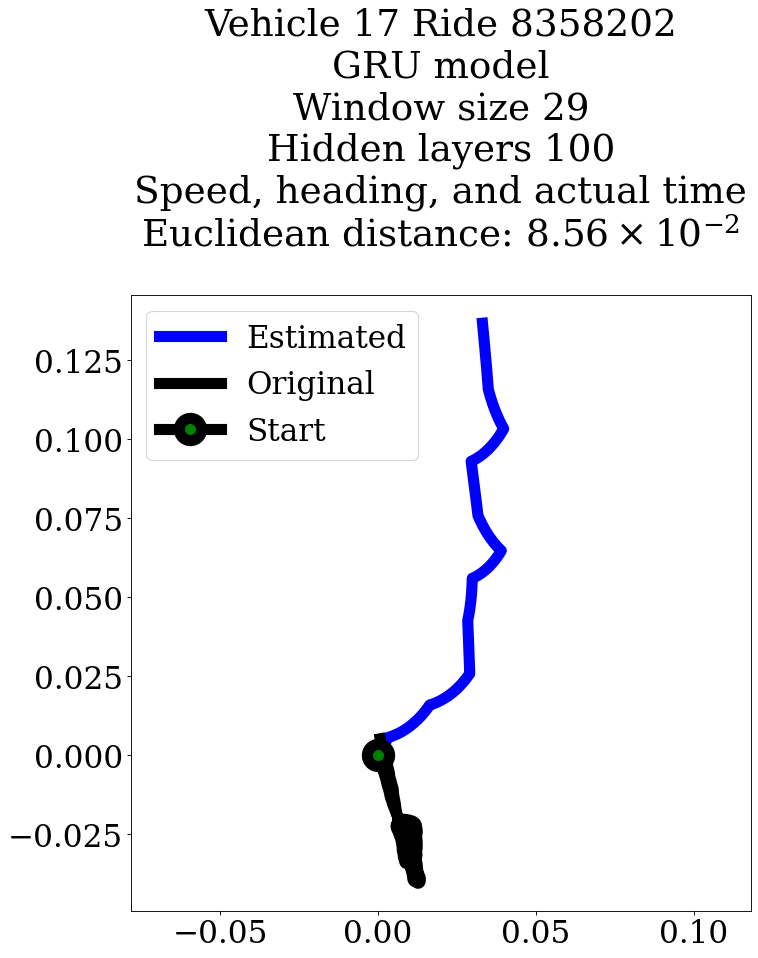 Vehicle 17 Ride 8358202
GRU model
Window size 29
Hidden layers 100
Speed, heading, and actual time
Euclidean distance: 8.56 × 10⁻²
Estimated
Original
Start
0.125
0.100
0.075
0.050
0.025
0.000
−0.025
−0.05 0.00 0.05 0.10